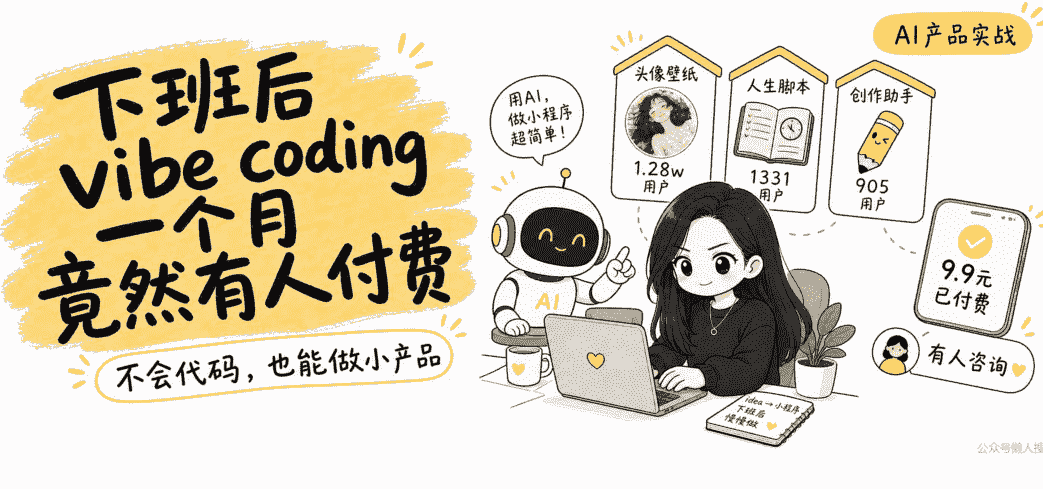 下班后
vibe coding
一个月
竟然有人付费
不会代码，也能做小产品
AI产品实战
用AI，
做小程序
超简单！
头像壁纸
1.28w
用户
人生脚本
1331
用户
创作助手
905
用户
AI
9.9元
已付费
有人咨询
idea→小程序
下班后
慢慢做
公众号懒人搜